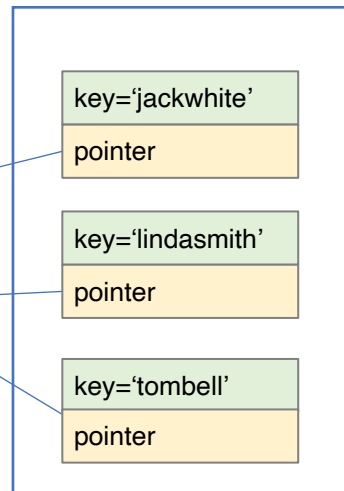 key=‘jackwhite’
pointer
key=‘lindasmith’
pointer
key=‘tombell’
pointer